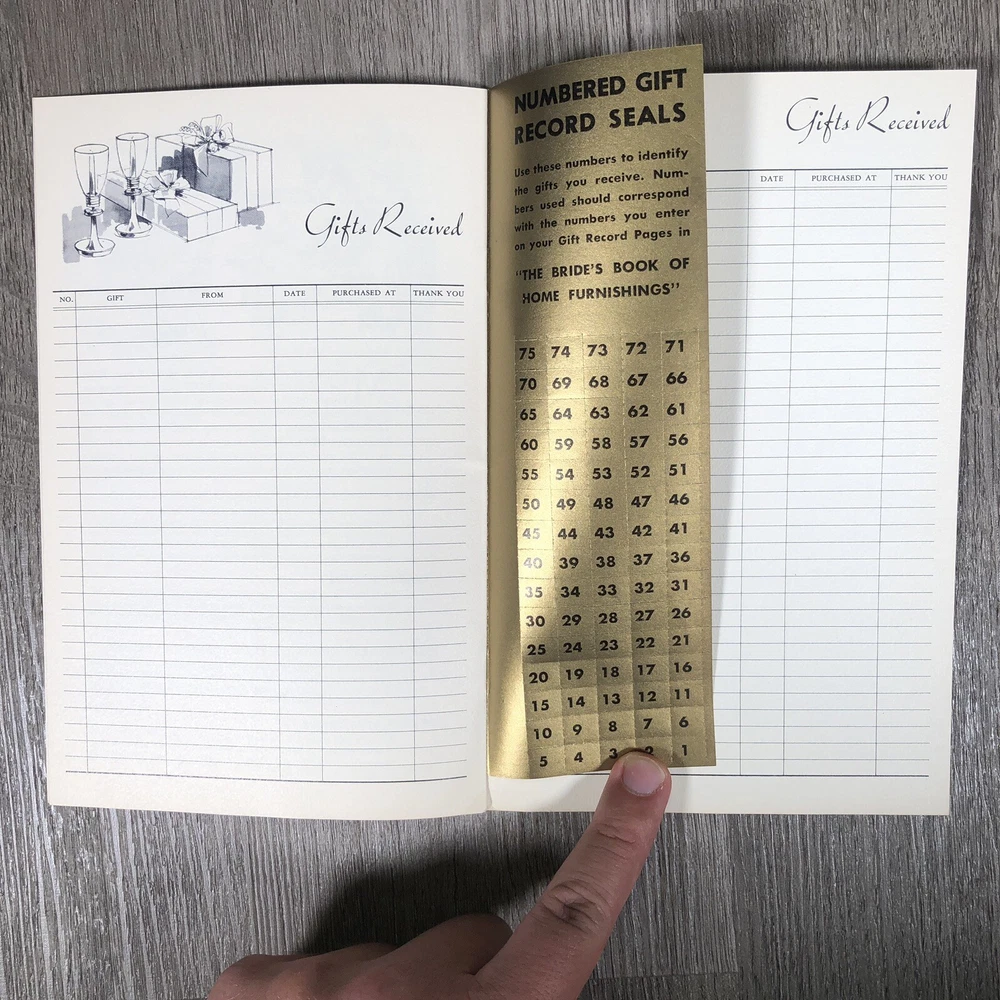 Gifts Received
NO. GIFT FROM DATE PURCHASED AT THANK YOU
NUMBERED GIFT
RECORD SEALS
Use these numbers to identify
the gifts you receive. Num-
bers used should correspond
with the numbers you enter
on your Gift Record Pages in
"THE BRIDE'S BOOK OF
HOME FURNISHINGS"
75 74 73 72 71
70 69 68 67 66
65 64 63 62 61
60 59 58 57 56
55 54 53 52 51
50 49 48 47 46
45 44 43 42 41
40 39 38 37 36
35 34 33 32 31
30 29 28 27 26
25 24 23 22 21
20 19 18 17 16
15 14 13 12 11
10 9 8 7 6
5 4 3 2 1
Gifts Received
DATE PURCHASED AT THANK YOU